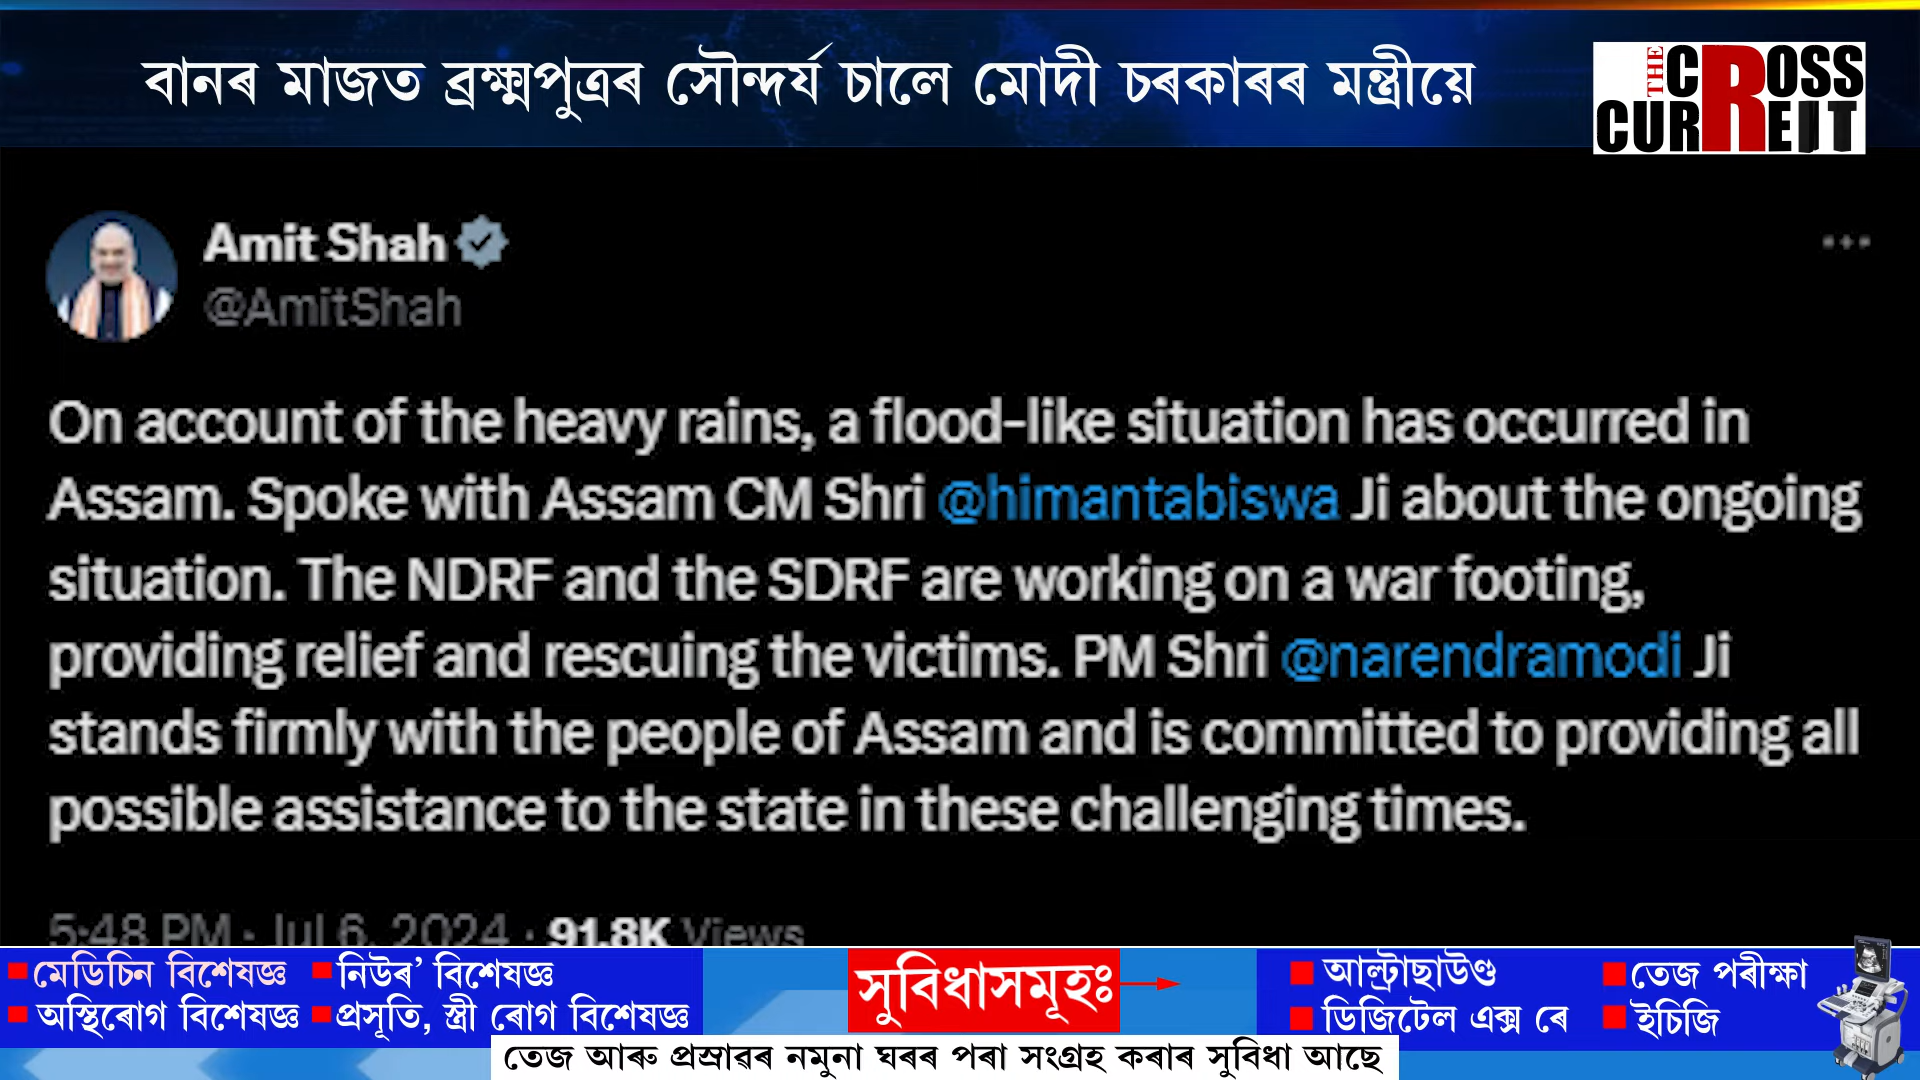 বানৰ মাজত ব্ৰহ্মপুত্ৰৰ সৌন্দৰ্য চালে মোদী চৰকাৰৰ মন্ত্ৰীয়ে
THE CROSS
CURRENT
Amit Shah
@AmitShah
On account of the heavy rains, a flood-like situation has occurred in
Assam. Spoke with Assam CM Shri @himantabiswa Ji about the ongoing
situation. The NDRF and the SDRF are working on a war footing,
providing relief and rescuing the victims. PM Shri @narendramodi Ji
stands firmly with the people of Assam and is committed to providing all
possible assistance to the state in these challenging times.
5:48 PM · Jul 6, 2024 · 91.8K Views
মেডিচিন বিশেষজ্ঞ নিউৰ’ বিশেষজ্ঞ
অস্থিৰোগ বিশেষজ্ঞ প্ৰসূতি, স্ত্ৰী ৰোগ বিশেষজ্ঞ
সুবিধাসমূহঃ
আল্ট্ৰাছাউণ্ড তেজ পৰীক্ষা
ডিজিটেল এক্স ৰে ইচিজি
তেজ আৰু প্ৰস্ৰাৱৰ নমুনা ঘৰৰ পৰা সংগ্ৰহ কৰাৰ সুবিধা আছে